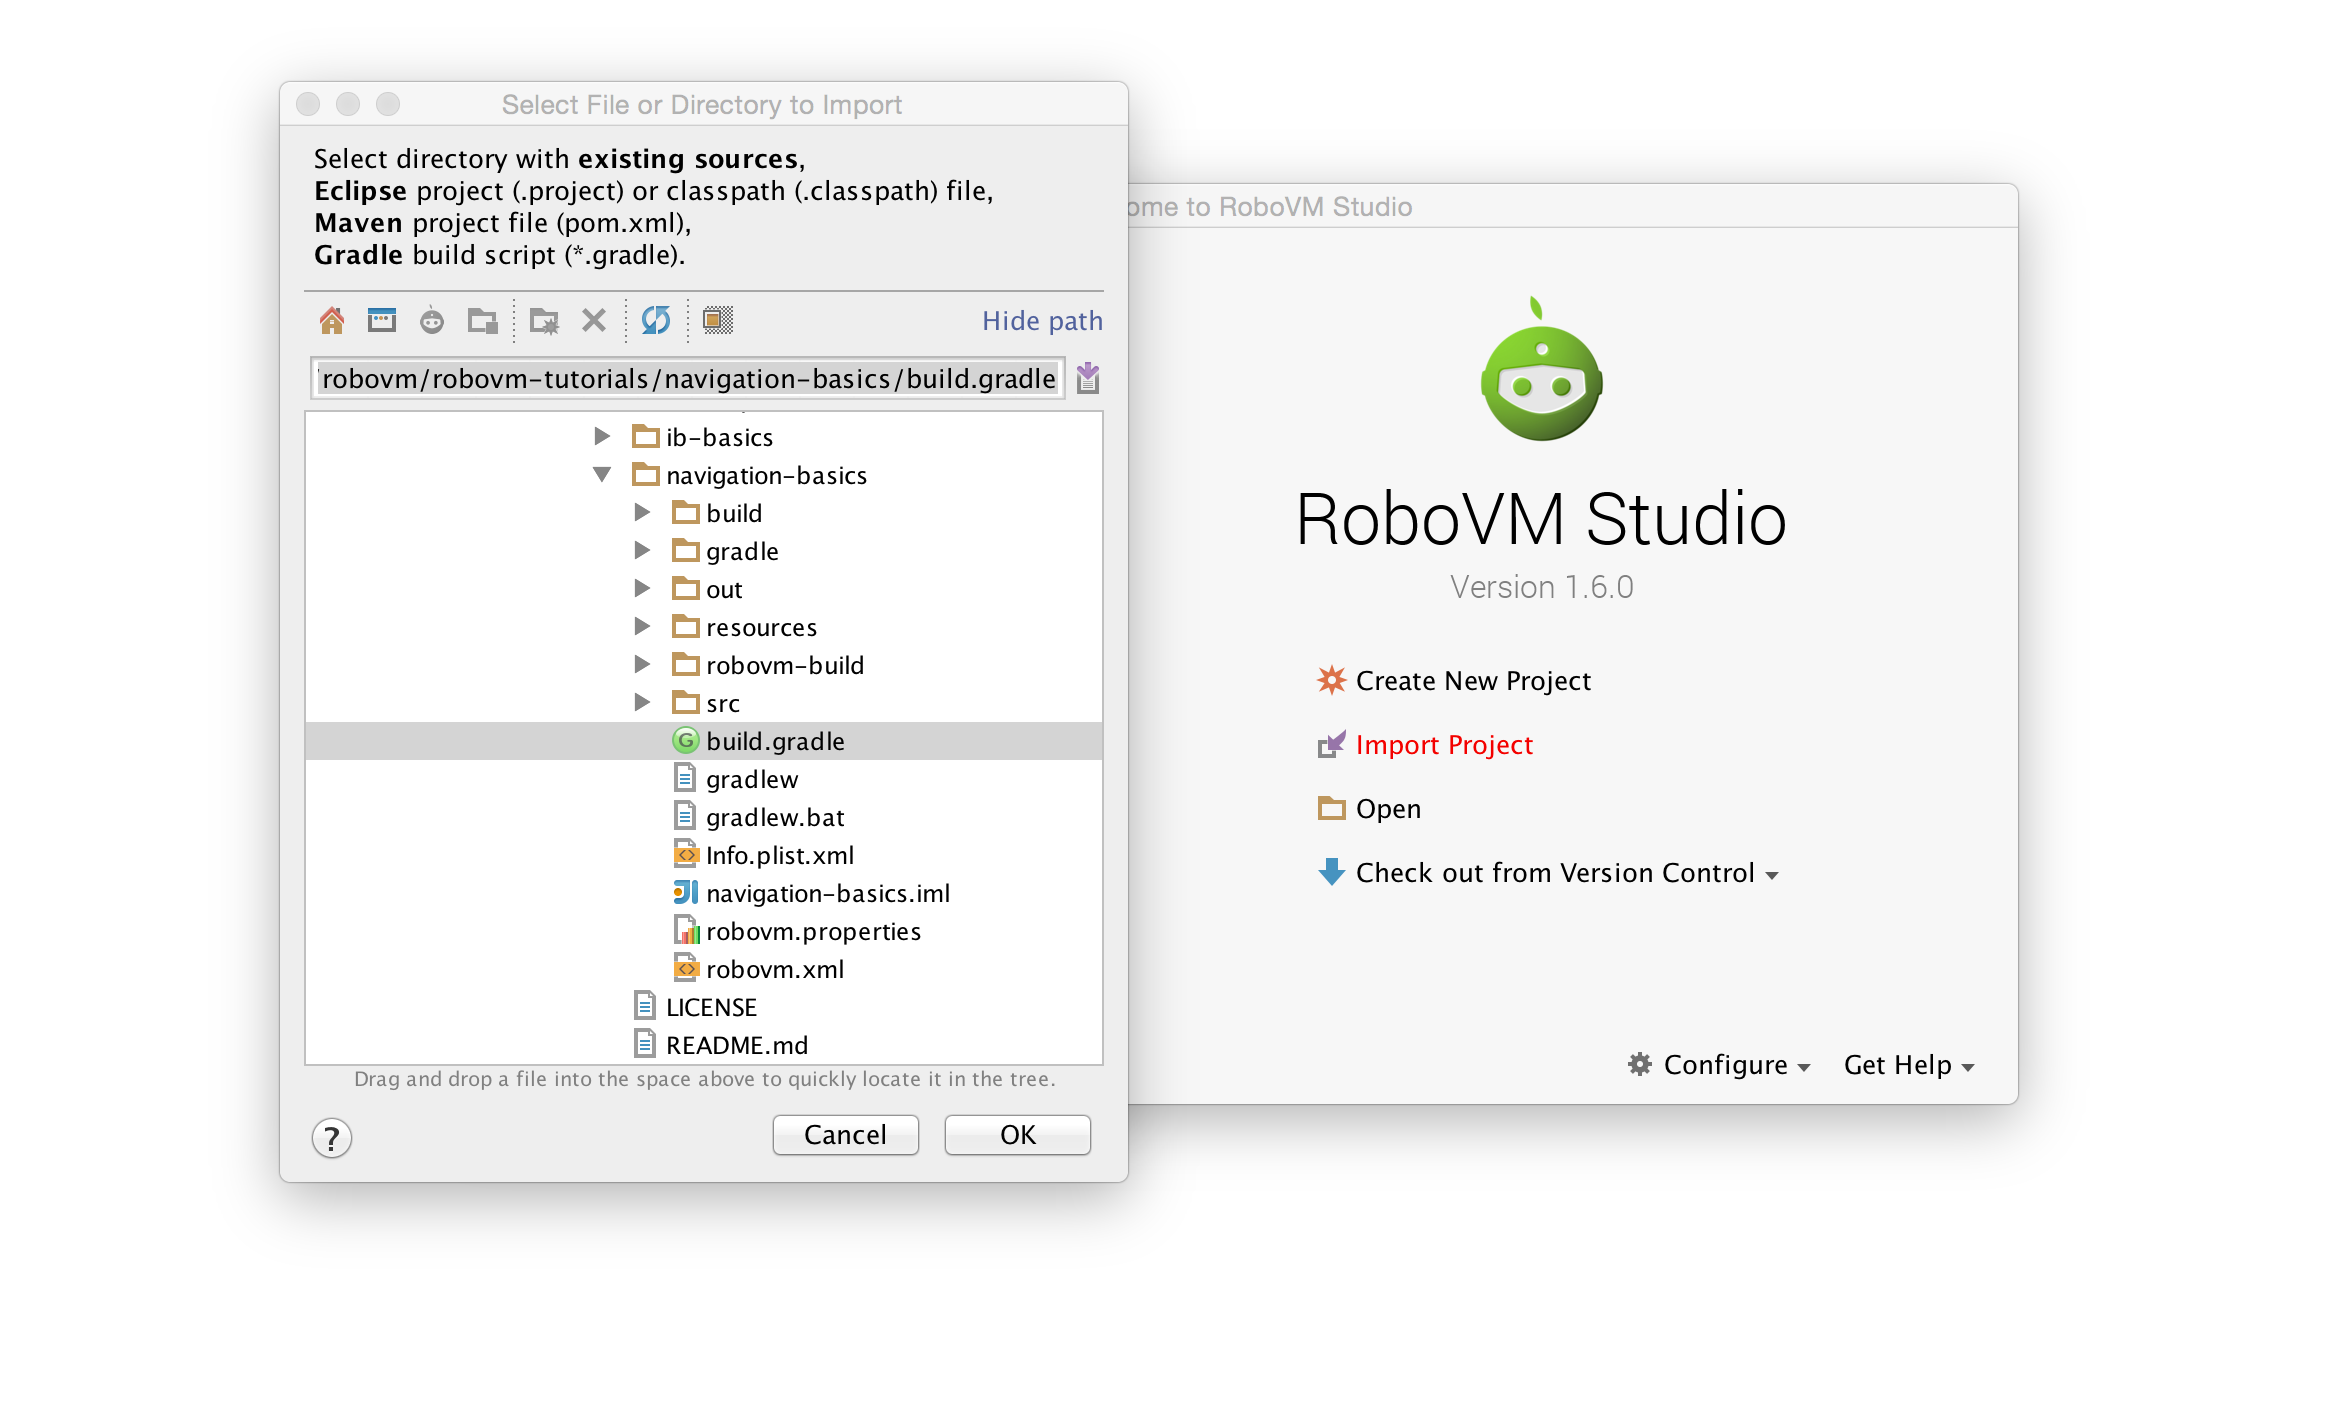 Select File or Directory to Import
Select directory with existing sources,
Eclipse project (.project) or classpath (.classpath) file,
Maven project file (pom.xml),
Gradle build script (*.gradle).
Hide path
robovm/robovm-tutorials/navigation-basics/build.gradle
ib-basics
navigation-basics
build
gradle
out
resources
robovm-build
src
G build.gradle
gradlew
gradlew.bat
Info.plist.xml
navigation-basics.iml
robovm.properties
robovm.xml
LICENSE
README.md
Drag and drop a file into the space above to quickly locate it in the tree.
? Cancel OK
ome to RoboVM Studio
RoboVM Studio
Version 1.6.0
Create New Project
Import Project
Open
Check out from Version Control
Configure Get Help